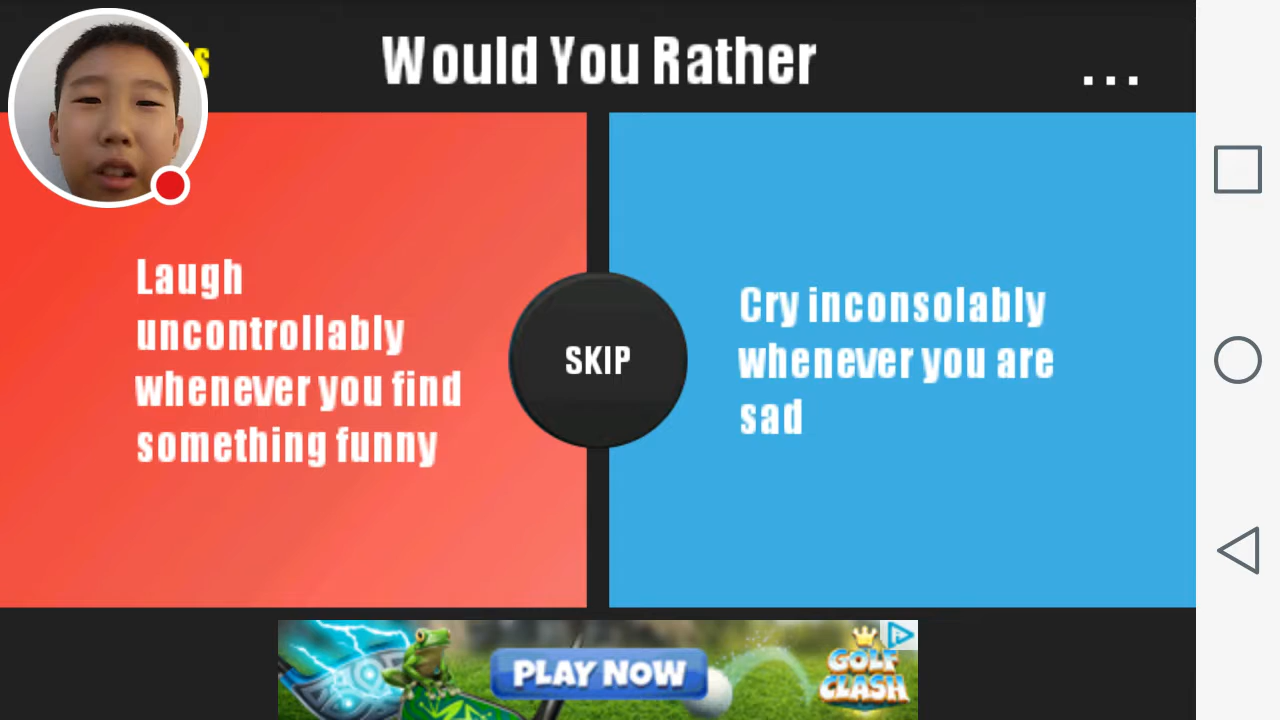 Would You Rather
...
Laugh
uncontrollably
whenever you find
something funny
SKIP
Cry inconsolably
whenever you are
sad
PLAY NOW
GOLF
CLASH